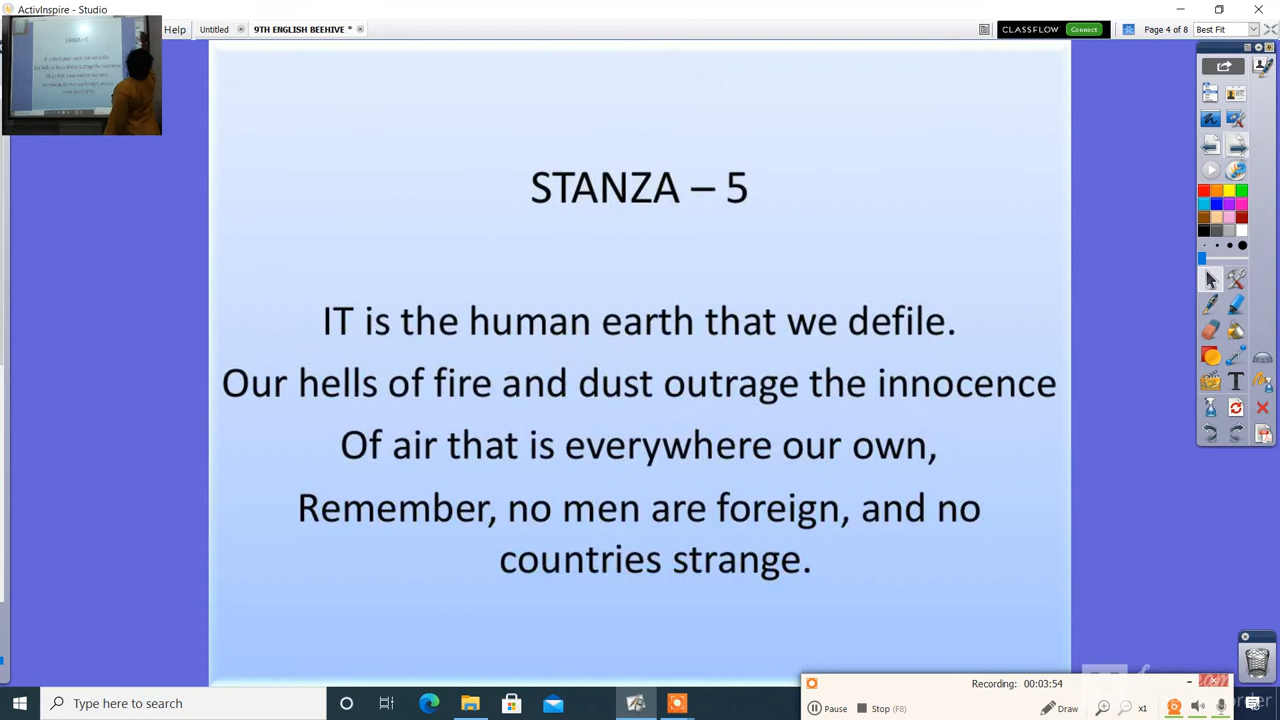 ActivInspire - Studio
Help
Untitled
9TH ENGLISH BEEHIVE *
CLASSFLOW
Connect
Page 4 of 8
Best Fit
STANZA – 5
IT is the human earth that we defile.
Our hells of fire and dust outrage the innocence
Of air that is everywhere our own,
Remember, no men are foreign, and no
countries strange.
Recording: 00:03:54
Pause
Stop (F8)
Draw
x1
Type here to search